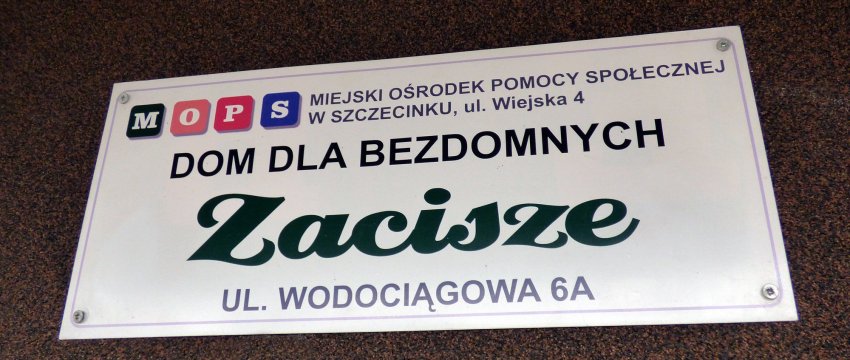 MOPS MIEJSKI OŚRODEK POMOCY SPOŁECZNEJ
W SZCZECINKU, ul. Wiejska 4
DOM DLA BEZDOMNYCH
Zacisze
UL. WODOCIĄGOWA 6A